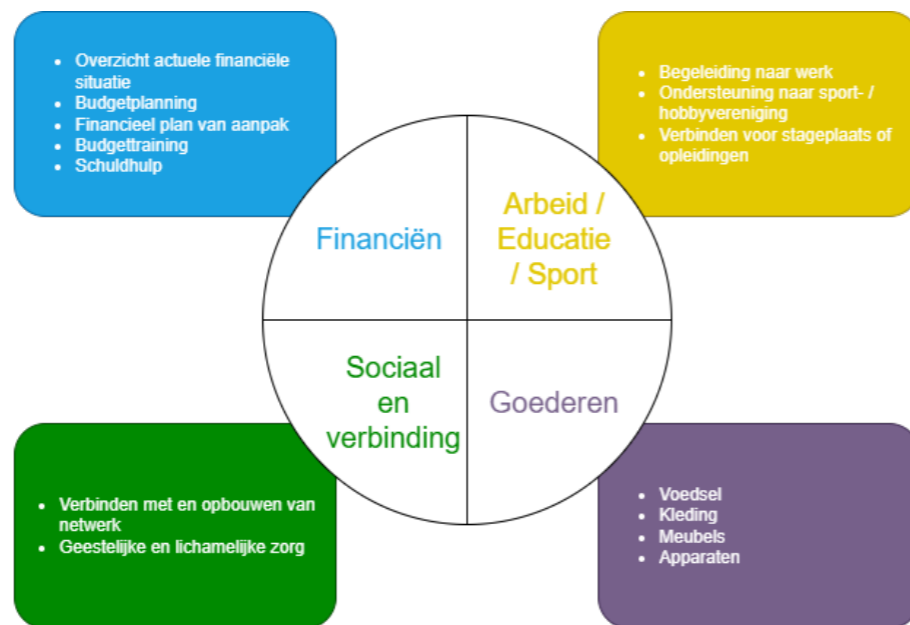 • Overzicht actuele financiële
situatie
• Budgetplanning
• Financieel plan van aanpak
• Budgettraining
• Schuldhulp
• Begeleiding naar werk
• Ondersteuning naar sport- /
hobbyvereniging
• Verbinden voor stageplaats of
opleidingen
Financiën
Arbeid /
Educatie
/ Sport
Sociaal
en
verbinding
Goederen
• Verbinden met en opbouwen van
netwerk
• Geestelijke en lichamelijke zorg
• Voedsel
• Kleding
• Meubels
• Apparaten